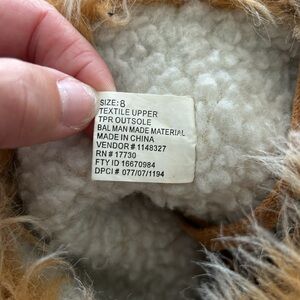 SIZE: 8
TEXTILE UPPER
TPR OUTSOLE
BAL MAN MADE MATERIAL
MADE IN CHINA
VENDOR # 1148327
RN # 17730
FTY ID 16670984
DPCI # 077/07/1194